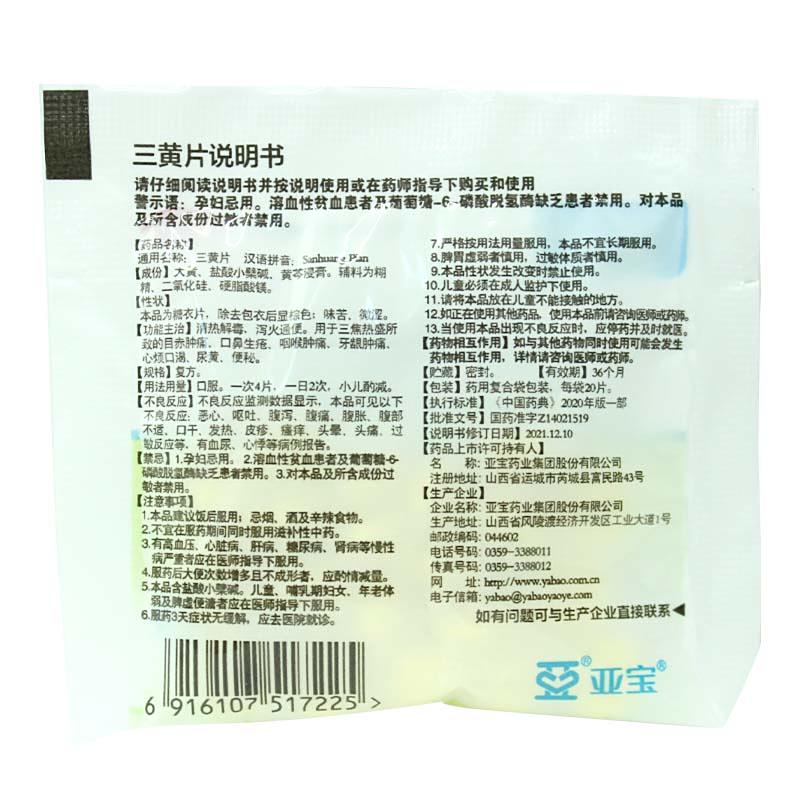 三黄片说明书
请仔细阅读说明书并按说明使用或在药师指导下购买和使用
警示语：孕妇忌用。溶血性贫血患者及葡萄糖-6-磷酸脱氢酶缺乏患者禁用。对本品
及所含成份过敏者禁用。
【药品名称】
通用名称：三黄片 汉语拼音：Sanhuang Pian
【成份】大黄、盐酸小檗碱、黄芩浸膏。辅料为糊
精、二氧化硅、硬脂酸镁。
【性状】
本品为糖衣片，除去包衣后显棕色；味苦、微涩。
【功能主治】清热解毒、泻火通便。用于三焦热盛所
致的目赤肿痛、口鼻生疮、咽喉肿痛、牙龈肿痛、
心烦口渴、尿黄、便秘。
【规格】复方。
【用法用量】口服。一次4片，一日2次，小儿酌减。
【不良反应】不良反应监测数据显示，本品可见以下
不良反应：恶心、呕吐、腹泻、腹痛、腹胀、腹部
不适、口干、发热、皮疹、瘙痒、头晕、头痛、过
敏反应等，有血尿、心悸等病例报告。
【禁忌】1.孕妇忌用。2.溶血性贫血患者及葡萄糖-6-
磷酸脱氢酶缺乏患者禁用。3.对本品及所含成份过
敏者禁用。
【注意事项】
1.本品建议饭后服用；忌烟、酒及辛辣食物。
2.不宜在服药期间同时服用滋补性中药。
3.有高血压、心脏病、肝病、糖尿病、肾病等慢性
病严重者应在医师指导下服用。
4.服药后大便次数增多且不成形者，应酌情减量。
5.本品含盐酸小檗碱。儿童、哺乳期妇女、年老体
弱及脾虚便溏者应在医师指导下服用。
6.服药3天症状无缓解，应去医院就诊。
7.严格按用法用量服用，本品不宜长期服用。
8.脾胃虚弱者慎用，过敏体质者慎用。
9.本品性状发生改变时禁止使用。
10.儿童必须在成人监护下使用。
11.请将本品放在儿童不能接触的地方。
12.如正在使用其他药品，使用本品前请咨询医师或药师。
13.当使用本品出现不良反应时，应停药并及时就医。
【药物相互作用】如与其他药物同时使用可能会发生
药物相互作用，详情请咨询医师或药师。
【贮藏】密封。 【有效期】36个月
【包装】药用复合袋包装，每袋20片。
【执行标准】《中国药典》2020年版一部
【批准文号】国药准字Z14021519
【说明书修订日期】2021.12.10
【药品上市许可持有人】
名 称：亚宝药业集团股份有限公司
注册地址：山西省运城市芮城县富民路43号
【生产企业】
企业名称：亚宝药业集团股份有限公司
生产地址：山西省风陵渡经济开发区工业大道1号
邮政编码：044602
电话号码：0359-3388011
传真号码：0359-3388012
网 址：http://www.yabao.com.cn
电子信箱：yabao@yabaoyaoye.com
如有问题可与生产企业直接联系◀
6 916107 517225 >
亚宝®